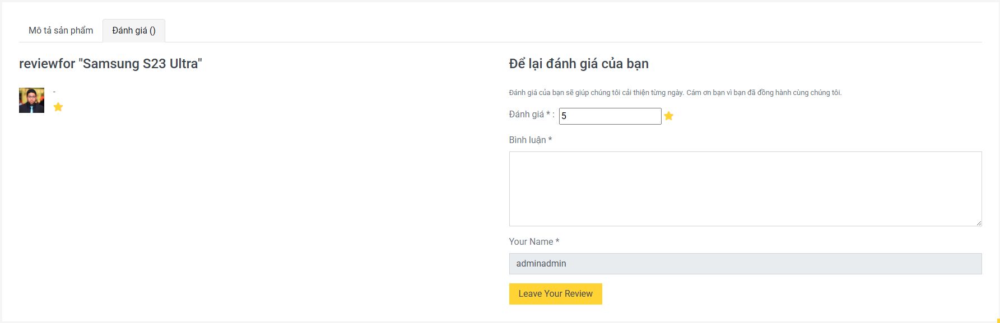 Mô tả sản phẩm
Đánh giá ()
reviewfor "Samsung S23 Ultra"
-
Để lại đánh giá của bạn
Đánh giá của bạn sẽ giúp chúng tôi cải thiện từng ngày. Cám ơn bạn vì bạn đã đồng hành cùng chúng tôi.
Đánh giá * : 5
Bình luận *
Your Name *
adminadmin
Leave Your Review